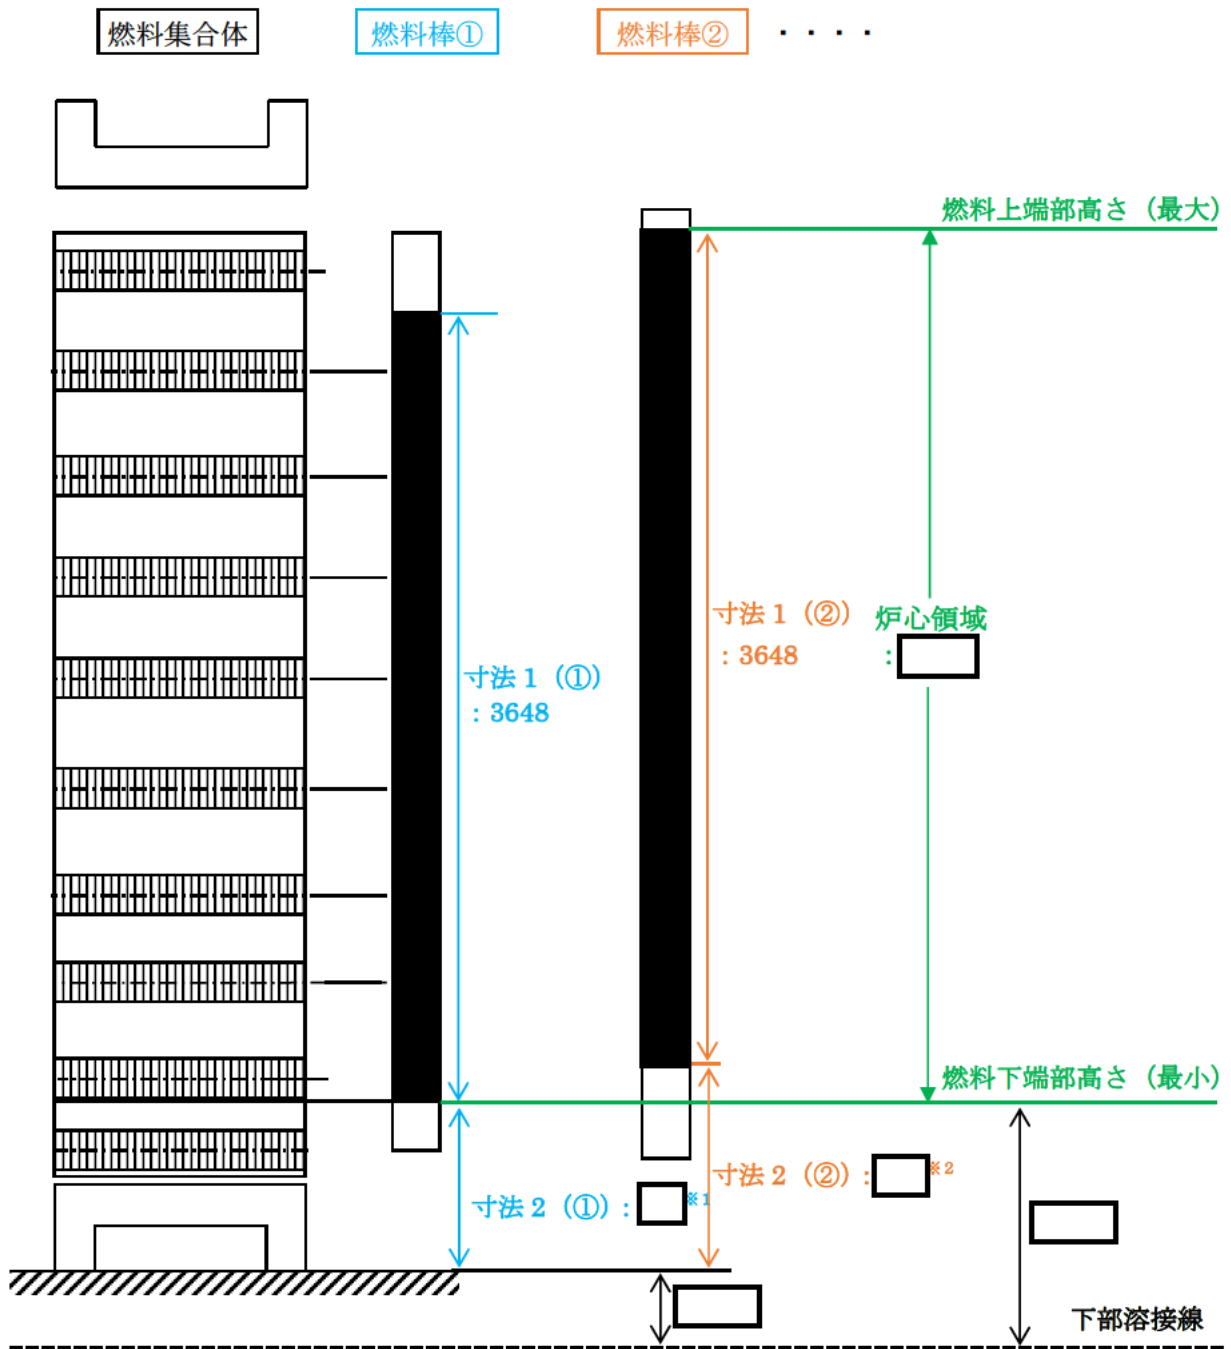 燃料集合体 燃料棒① 燃料棒② ・・・・
燃料上端部高さ（最大）
寸法 1（②）
：3648
炉心領域
：
寸法 1（①）
：3648
燃料下端部高さ（最小）
寸法 2（②）：※2
寸法 2（①）：※1
下部溶接線